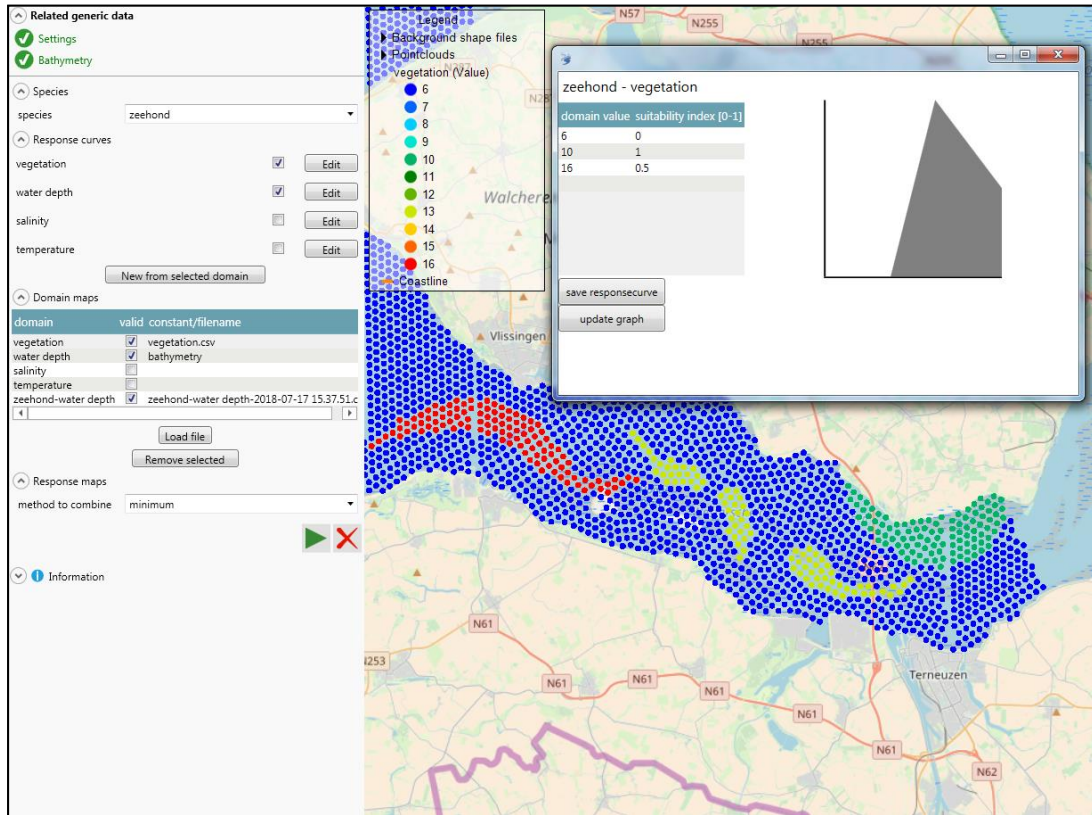 Related generic data
Settings
Bathymetry
Species
species zeehond
Response curves
vegetation Edit
water depth Edit
salinity Edit
temperature Edit
New from selected domain
Domain maps
domain valid constant/filename
vegetation vegetation.csv
water depth bathymetry
salinity
temperature
zeehond-water depth zeehond-water depth-2018-07-17 15.37.51.c
Load file
Remove selected
Response maps
method to combine minimum
Information
Legend
Background shape files
Pointclouds
vegetation (Value)
6
7
8
9
10
11
12
13
14
15
16
Coastline
zeehond - vegetation
domain value suitability index [0-1]
6 0
10 1
16 0.5
save responsecurve
update graph
N57
N255
N255
N287
Vlissingen
N61
N253
N61
N61
N61
N61
N61
N62
Terneuzen